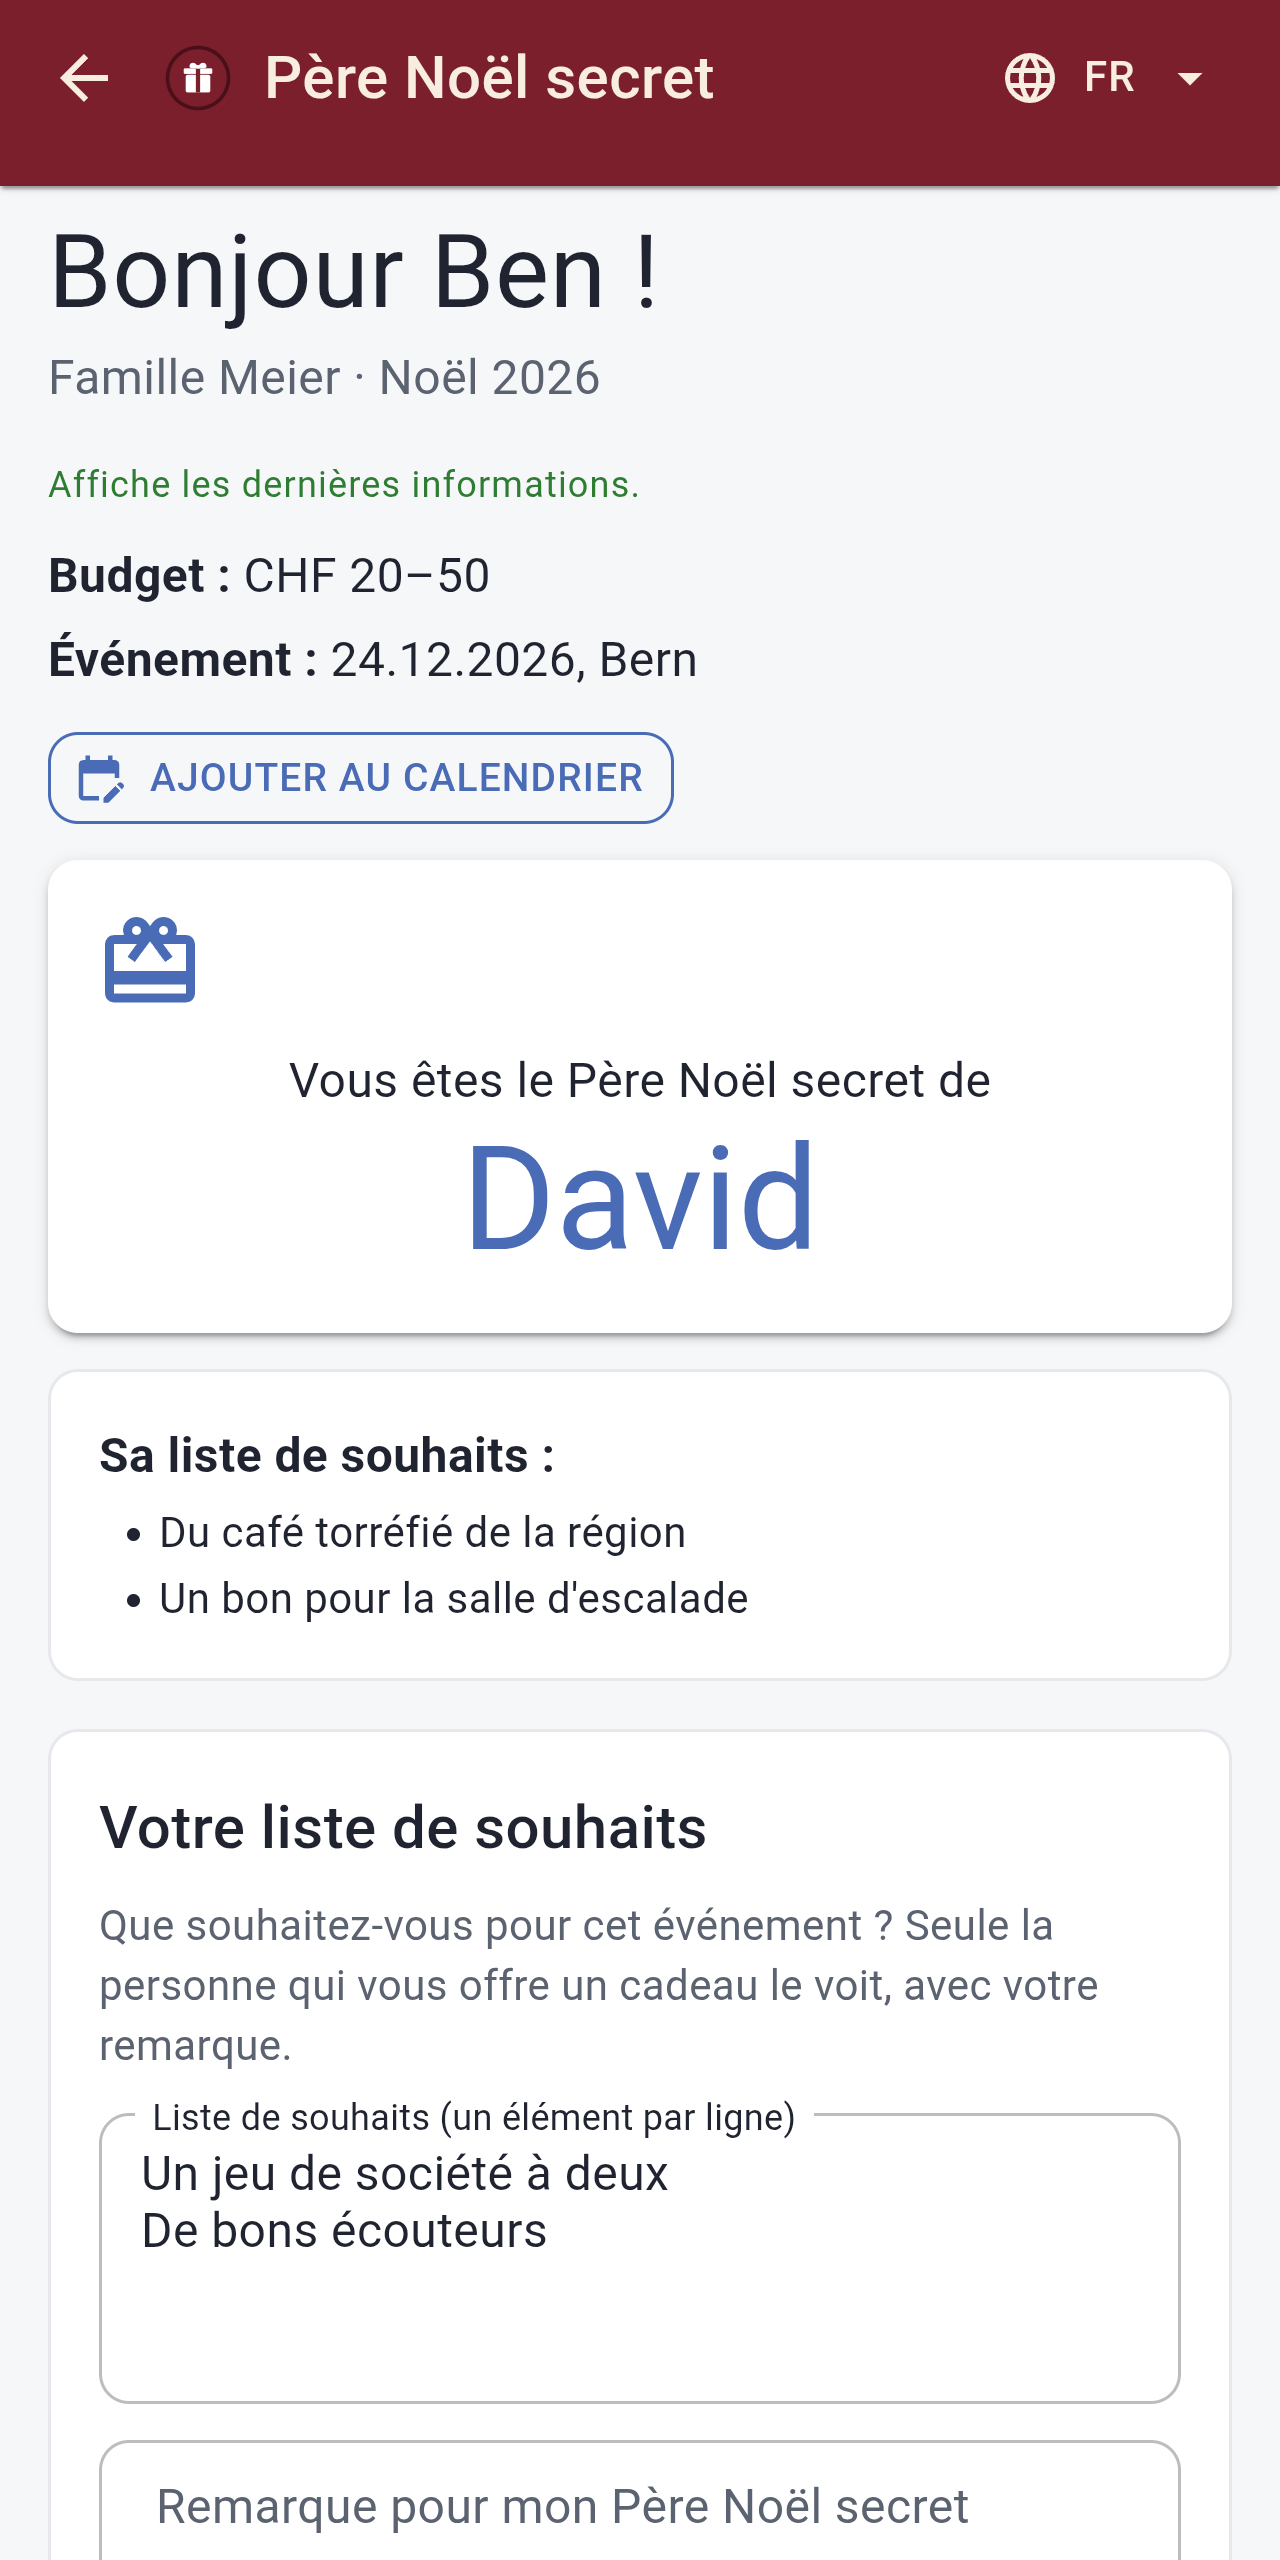 Père Noël secret
FR
Bonjour Ben !
Famille Meier · Noël 2026
Affiche les dernières informations.
Budget : CHF 20–50
Événement : 24.12.2026, Bern
AJOUTER AU CALENDRIER
Vous êtes le Père Noël secret de
David
Sa liste de souhaits :
• Du café torréfié de la région
• Un bon pour la salle d'escalade
Votre liste de souhaits
Que souhaitez-vous pour cet événement ? Seule la
personne qui vous offre un cadeau le voit, avec votre
remarque.
Liste de souhaits (un élément par ligne)
Un jeu de société à deux
De bons écouteurs
Remarque pour mon Père Noël secret